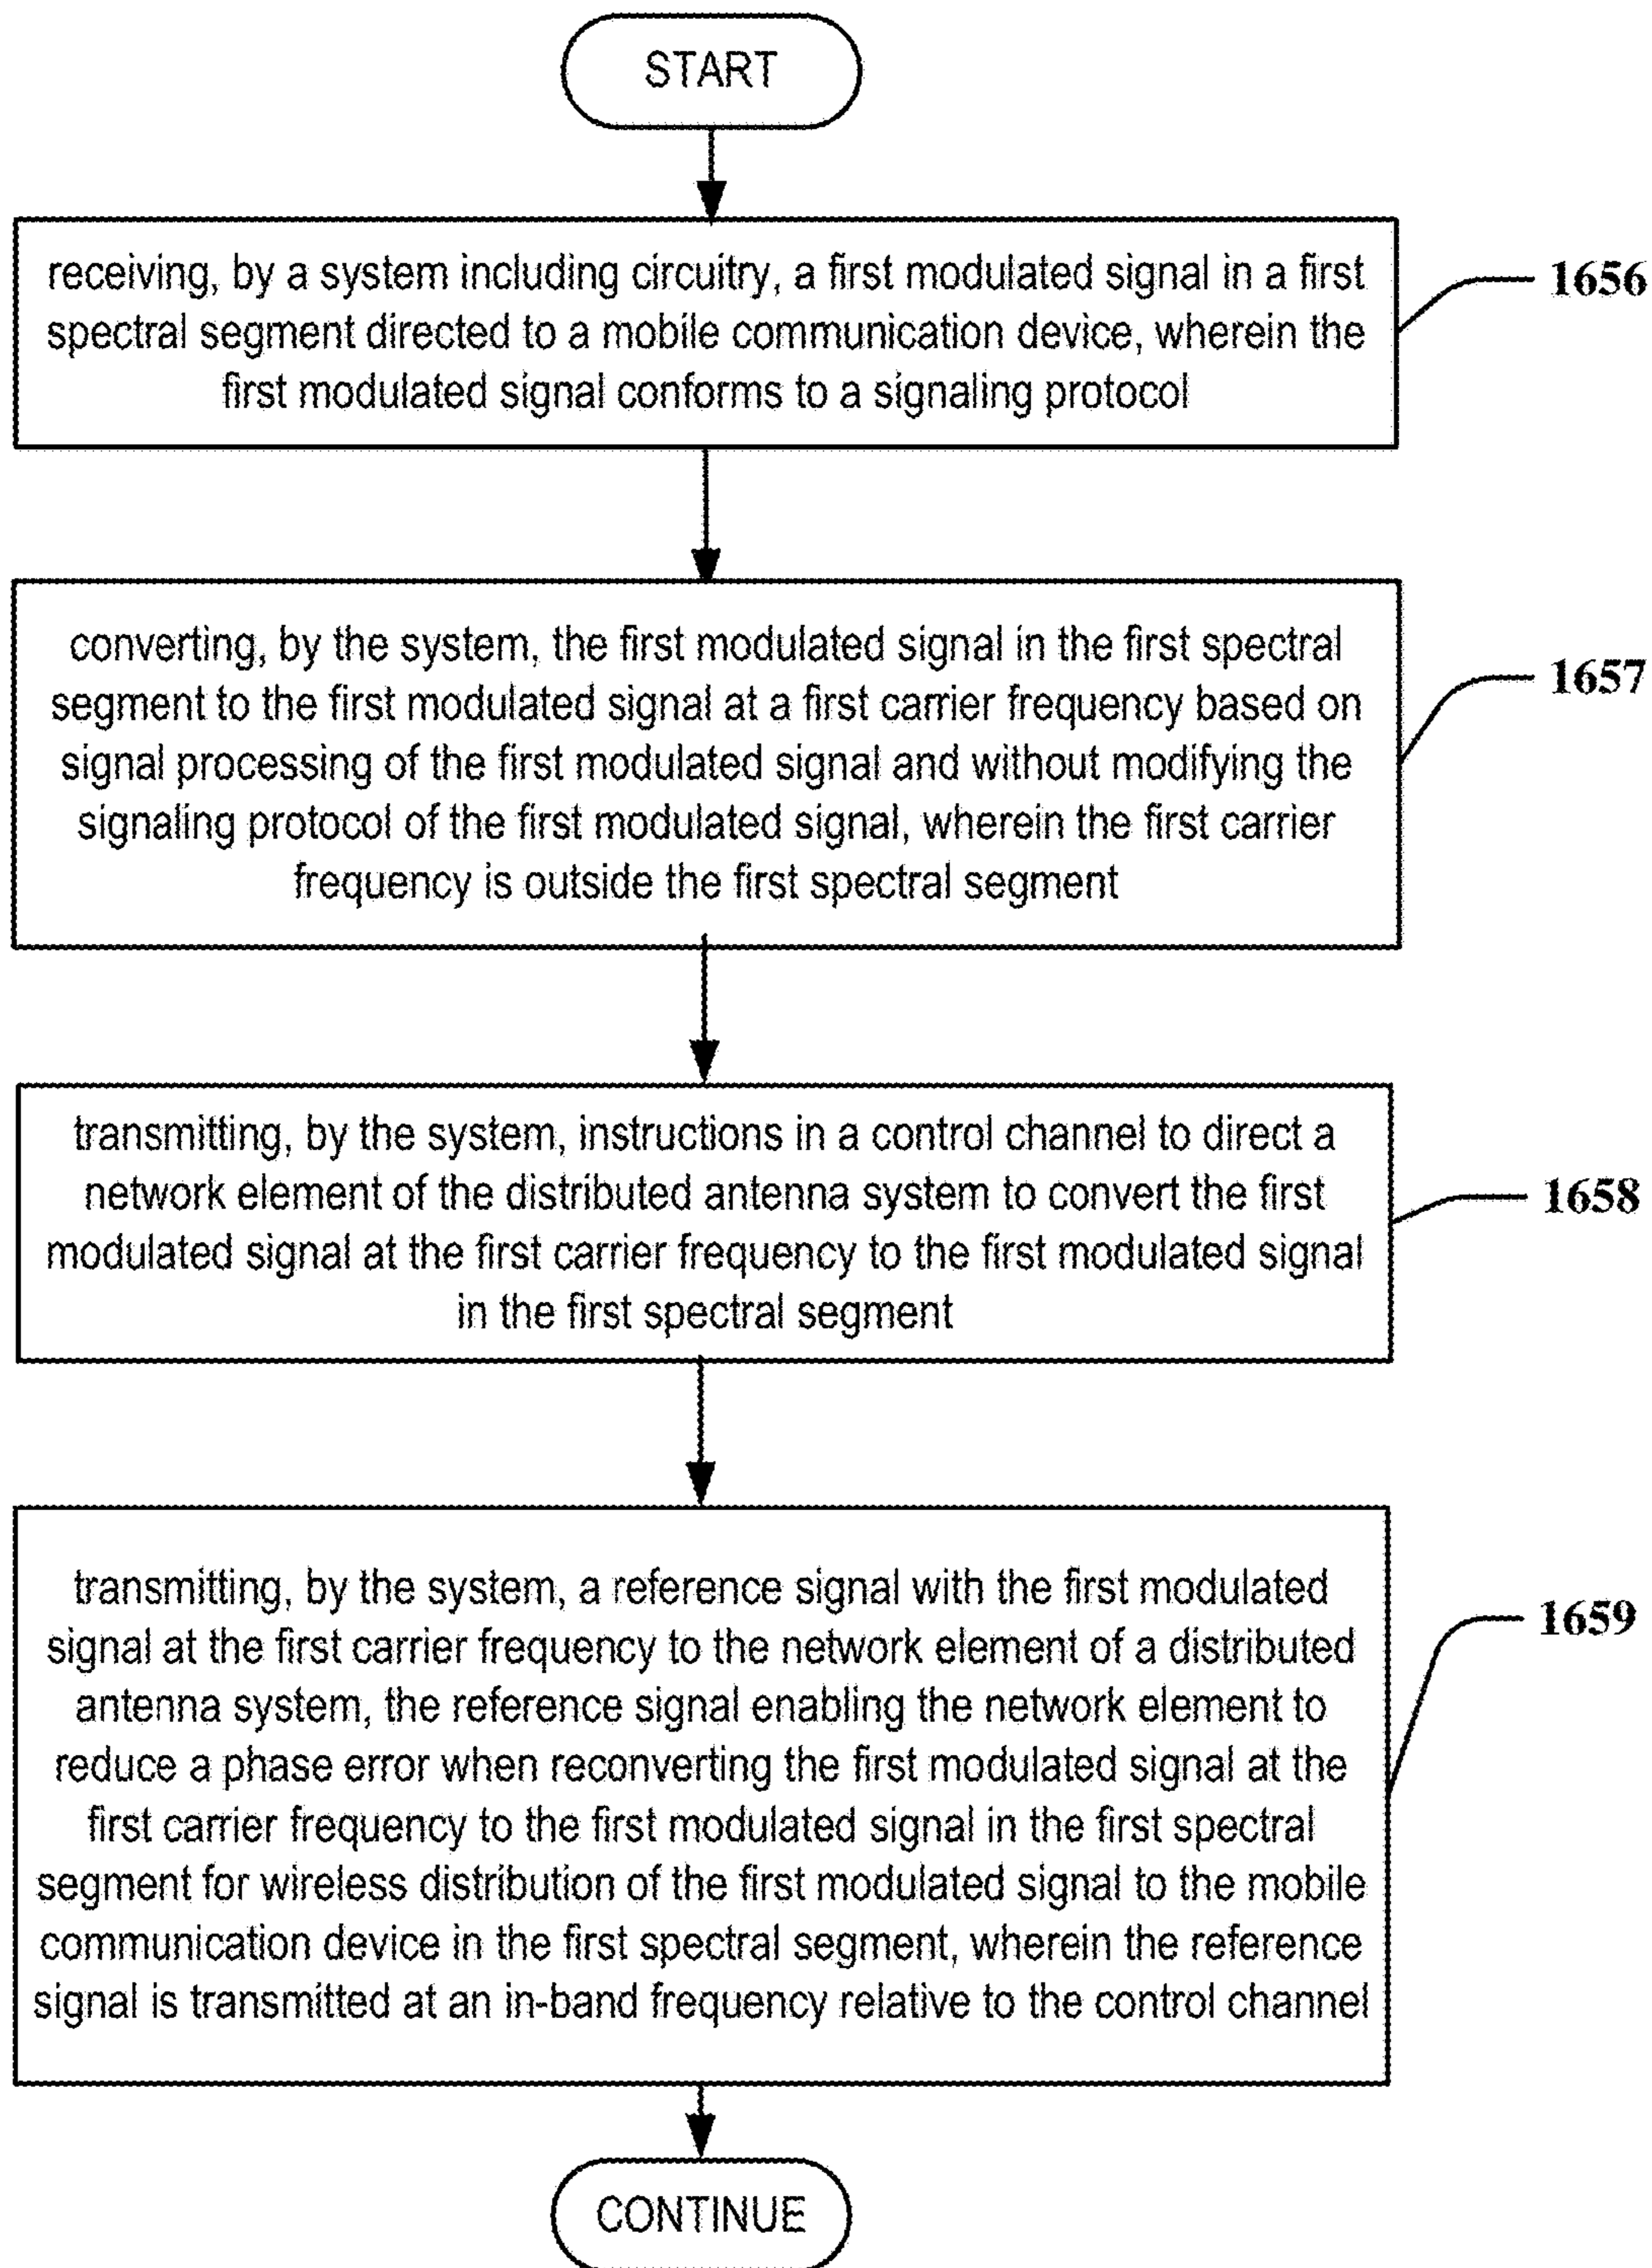 START
receiving, by a system including circuitry, a first modulated signal in a first
spectral segment directed to a mobile communication device, wherein the
first modulated signal conforms to a signaling protocol
1656
converting, by the system, the first modulated signal in the first spectral
segment to the first modulated signal at a first carrier frequency based on
signal processing of the first modulated signal and without modifying the
signaling protocol of the first modulated signal, wherein the first carrier
frequency is outside the first spectral segment
1657
transmitting, by the system, instructions in a control channel to direct a
network element of the distributed antenna system to convert the first
modulated signal at the first carrier frequency to the first modulated signal
in the first spectral segment
1658
transmitting, by the system, a reference signal with the first modulated
signal at the first carrier frequency to the network element of a distributed
antenna system, the reference signal enabling the network element to
reduce a phase error when reconverting the first modulated signal at the
first carrier frequency to the first modulated signal in the first spectral
segment for wireless distribution of the first modulated signal to the mobile
communication device in the first spectral segment, wherein the reference
signal is transmitted at an in-band frequency relative to the control channel
1659
CONTINUE